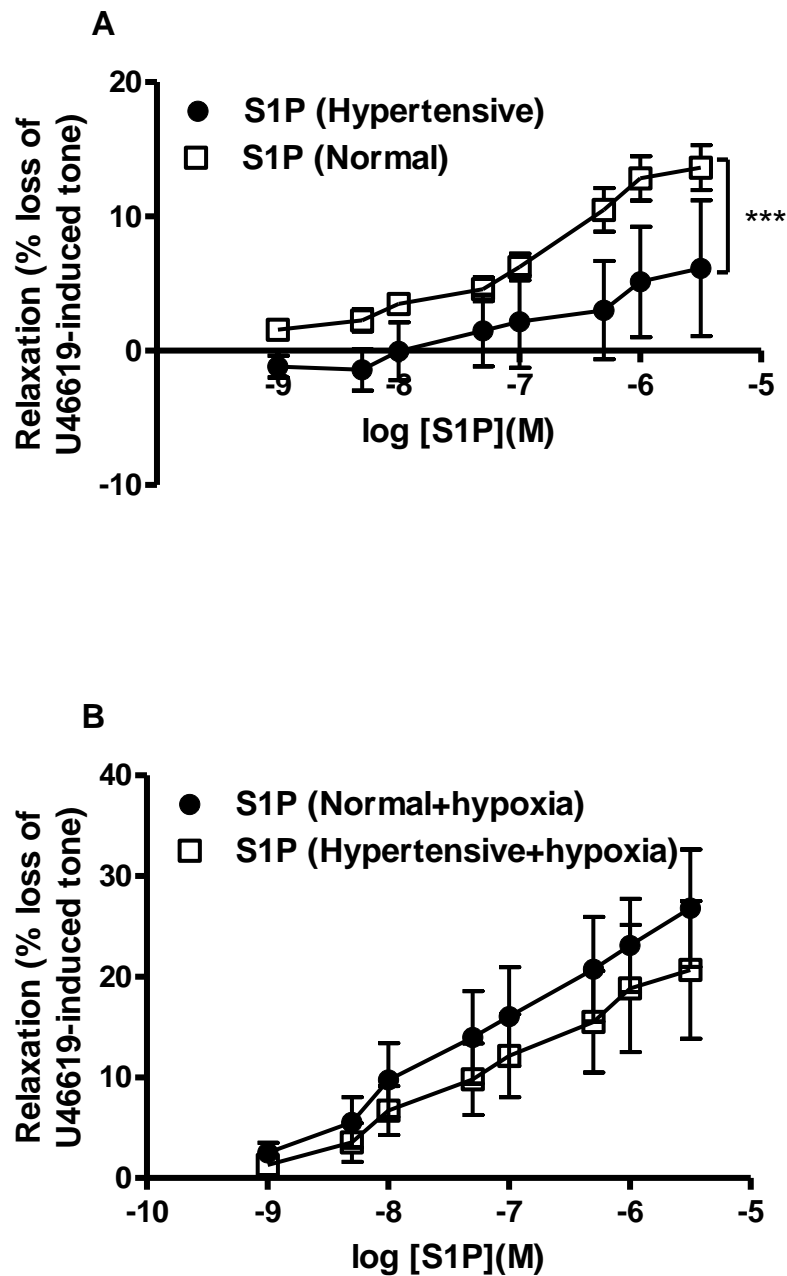 A
Relaxation (% loss of
U46619-induced tone)
20
10
0
-10
S1P (Hypertensive)
S1P (Normal)
***
-9
-8
-7
-6
-5
log [S1P](M)
B
Relaxation (% loss of
U46619-induced tone)
40
30
20
10
0
S1P (Normal+hypoxia)
S1P (Hypertensive+hypoxia)
-10
-9
-8
-7
-6
-5
log [S1P](M)